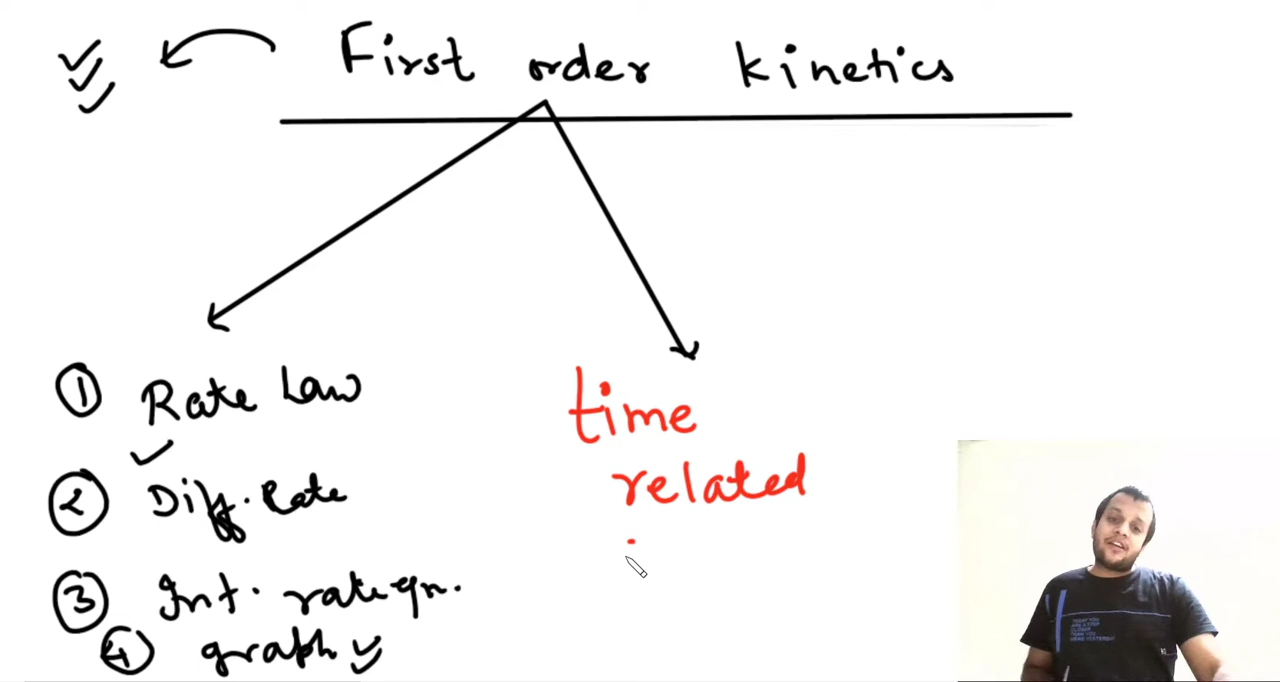 First order kinetics
① Rate Law
② Diff. Rate
③ Int. rate eqn.
④ graph
time
related